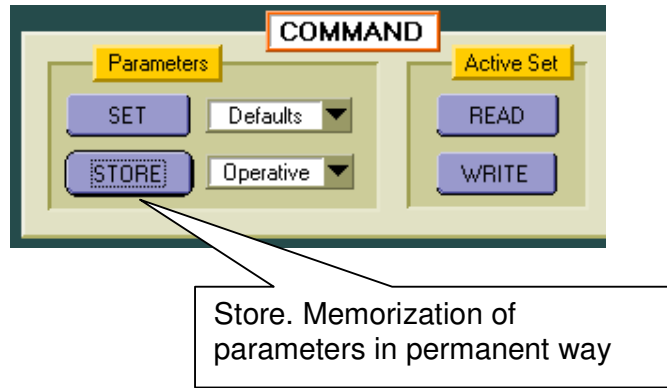 COMMAND
Parameters
Active Set
SET
Defaults
READ
STORE
Operative
WRITE
Store. Memorization of
parameters in permanent way